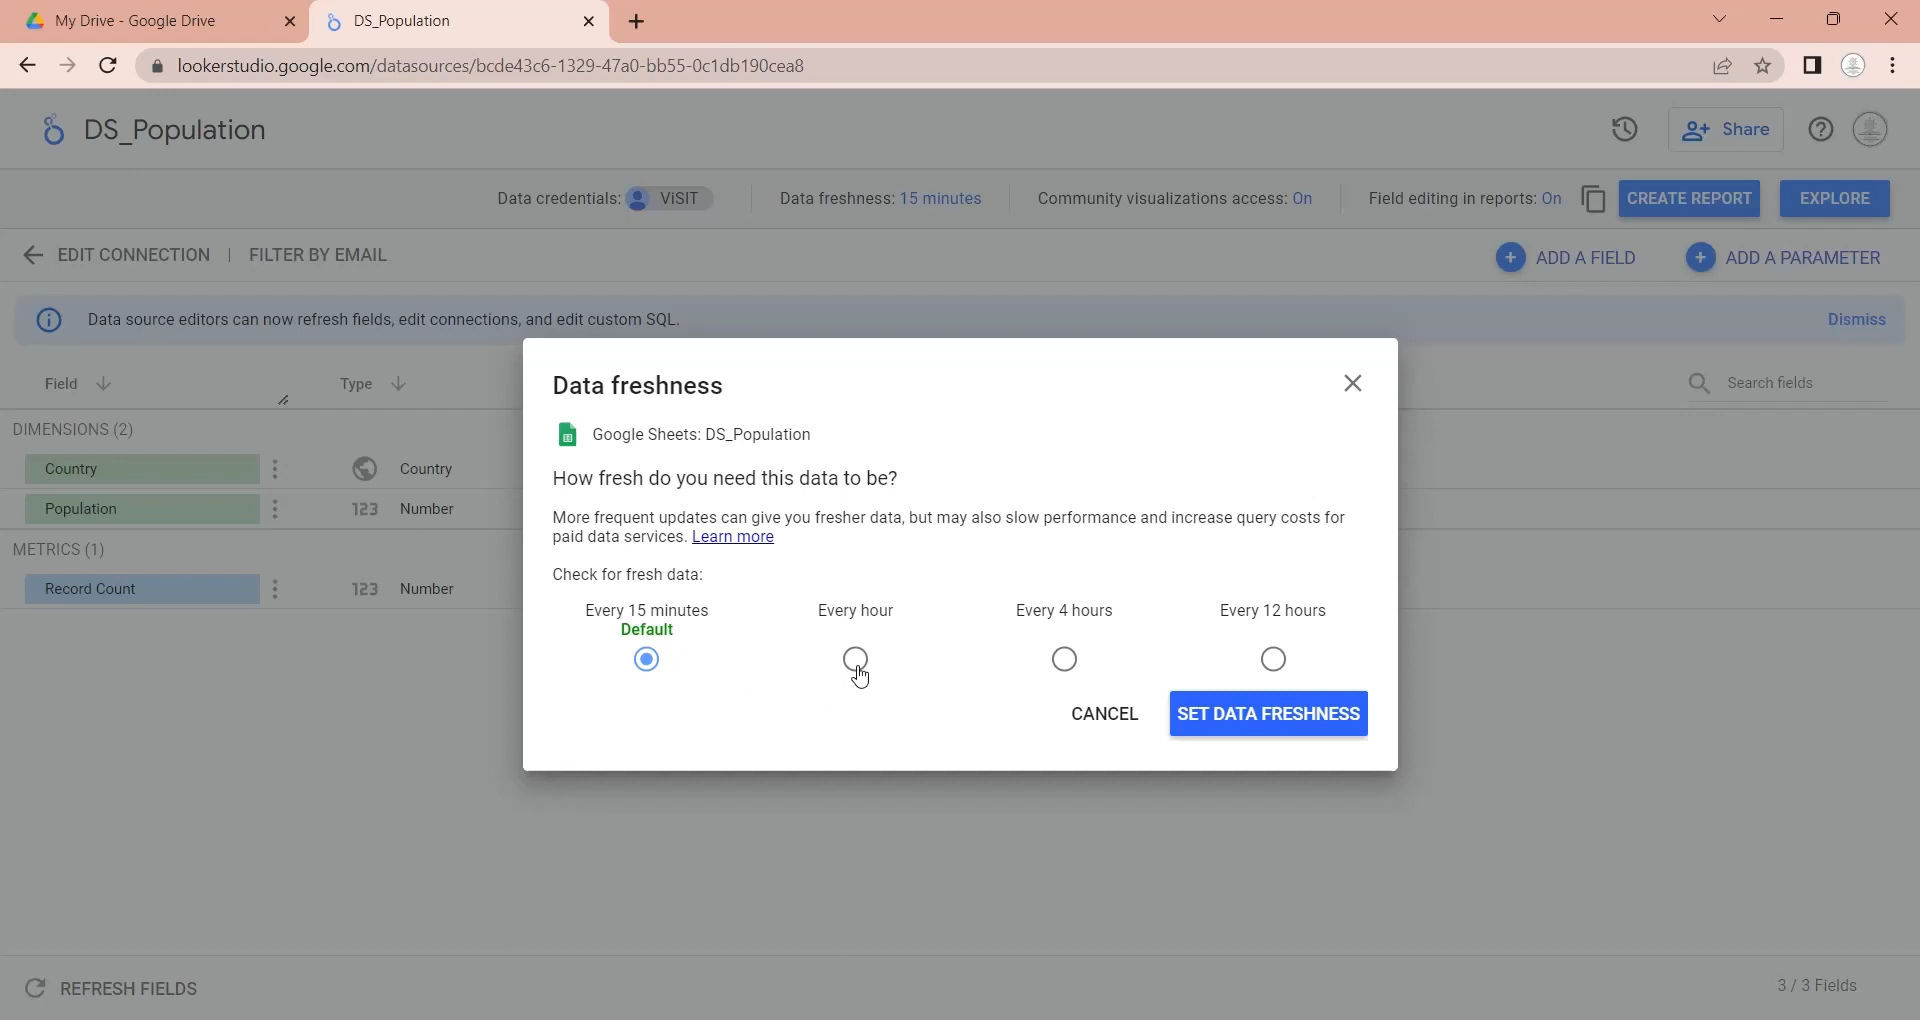 My Drive - Google Drive
DS_Population
lookerstudio.google.com/datasources/bcde43c6-1329-47a0-bb55-0c1db190cea8
DS_Population
Share
Data credentials: ViSIT
Data freshness: 15 minutes
Community visualizations access: On
Field editing in reports: On
CREATE REPORT
EXPLORE
EDIT CONNECTION | FILTER BY EMAIL
ADD A FIELD
ADD A PARAMETER
Data source editors can now refresh fields, edit connections, and edit custom SQL.
Dismiss
Field
Type
Search fields
DIMENSIONS (2)
Country
Country
Population
123 Number
METRICS (1)
Record Count
123 Number
Data freshness
Google Sheets: DS_Population
How fresh do you need this data to be?
More frequent updates can give you fresher data, but may also slow performance and increase query costs for
paid data services. Learn more
Check for fresh data:
Every 15 minutes
Default
Every hour
Every 4 hours
Every 12 hours
CANCEL
SET DATA FRESHNESS
REFRESH FIELDS
3 / 3 Fields